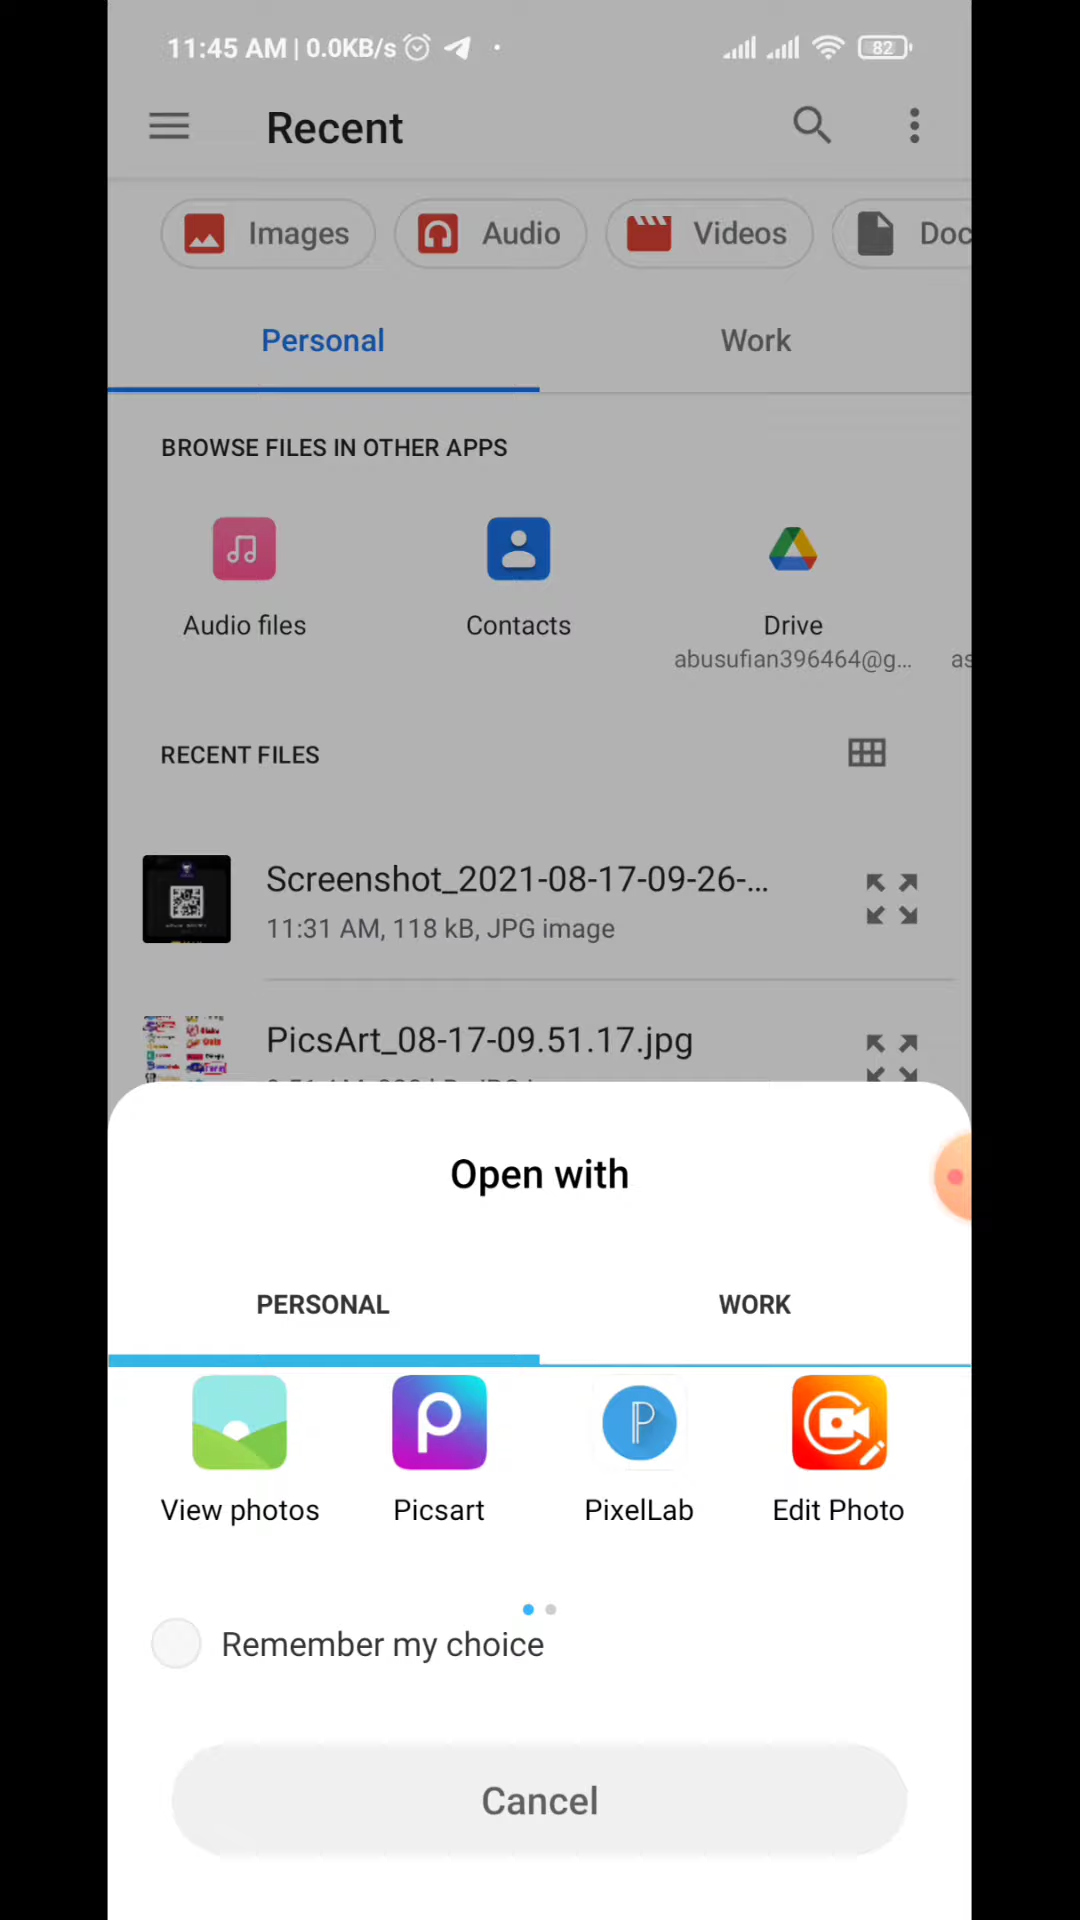 11:45 AM | 0.0KB/s 82
Recent
Images Audio Videos Doc
Personal Work
BROWSE FILES IN OTHER APPS
Audio files Contacts Drive
abusufian396464@g... as
RECENT FILES
Screenshot_2021-08-17-09-26-...
11:31 AM, 118 kB, JPG image
PicsArt_08-17-09.51.17.jpg
Open with
PERSONAL WORK
View photos Picsart PixelLab Edit Photo
Remember my choice
Cancel